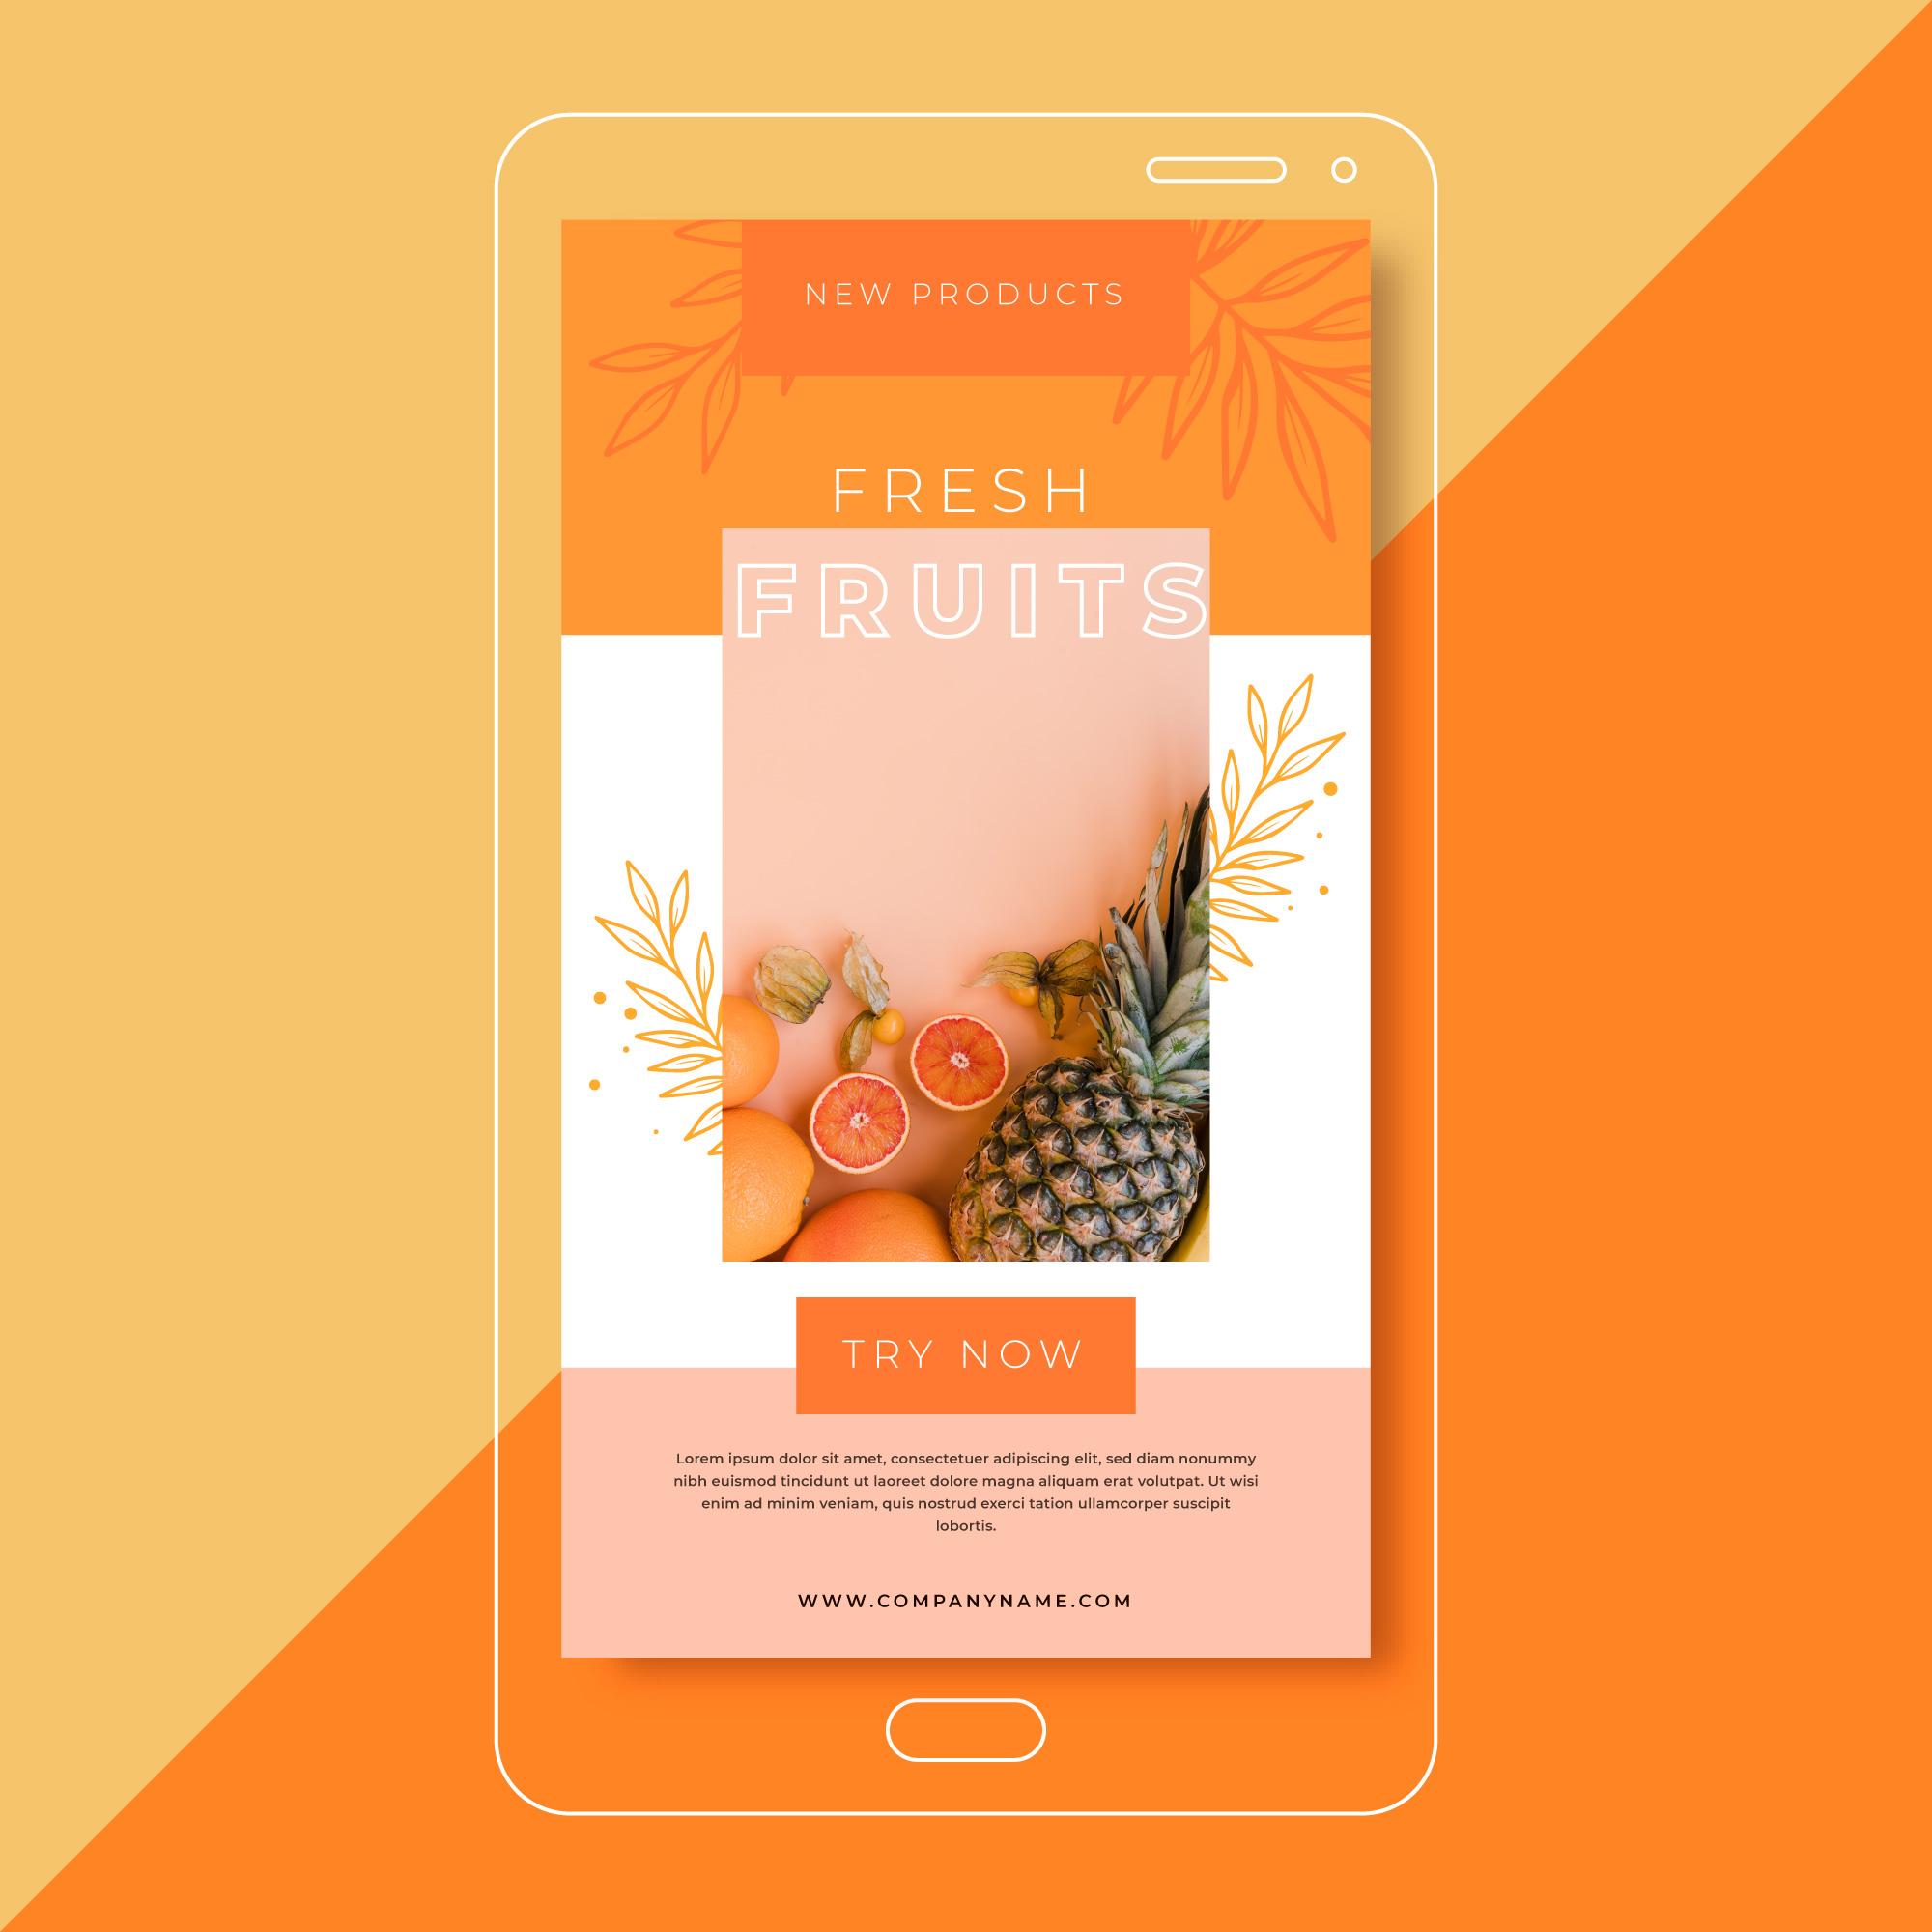 NEW PRODUCTS
FRESH
FRUITS
TRY NOW
Lorem ipsum dolor sit amet, consectetuer adipiscing elit, sed diam nonummy
nibh euismod tincidunt ut laoreet dolore magna aliquam erat volutpat. Ut wisi
enim ad minim veniam, quis nostrud exerci tation ullamcorper suscipit
lobortis.
WWW.COMPANYNAME.COM